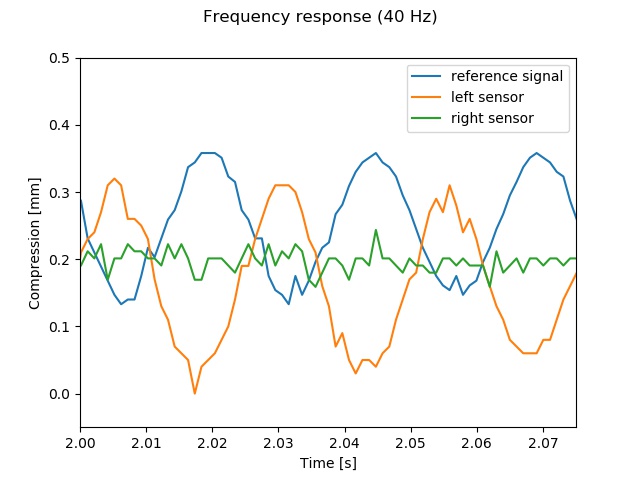 Frequency response (40 Hz)
0.5
0.4
0.3
0.2
0.1
0.0
Compression [mm]
reference signal
left sensor
right sensor
2.00 2.01 2.02 2.03 2.04 2.05 2.06 2.07
Time [s]